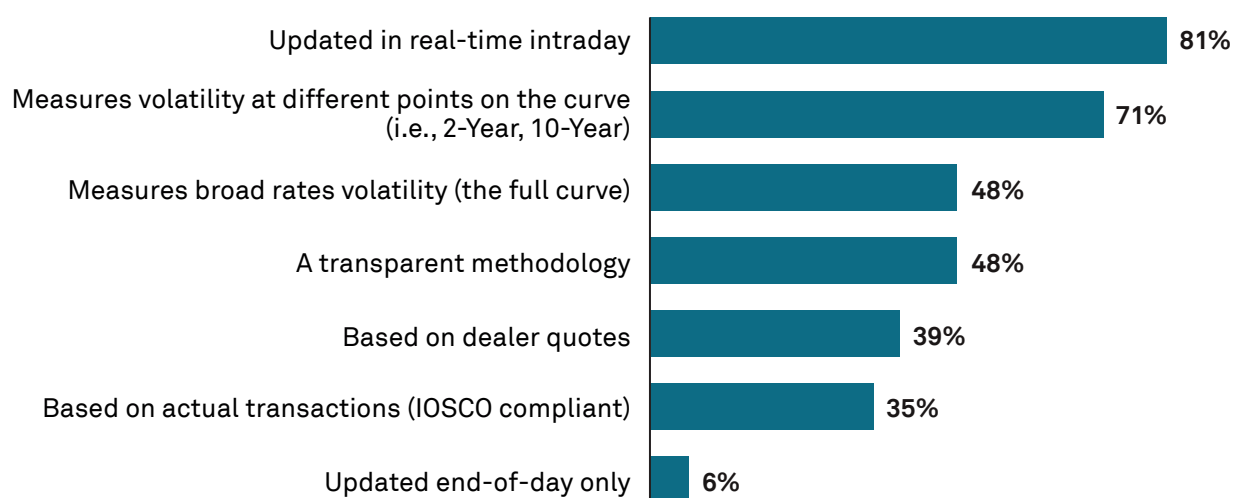 Updated in real-time intraday
81%
Measures volatility at different points on the curve
(i.e., 2-Year, 10-Year)
71%
Measures broad rates volatility (the full curve)
48%
A transparent methodology
48%
Based on dealer quotes
39%
Based on actual transactions (IOSCO compliant)
35%
Updated end-of-day only
6%